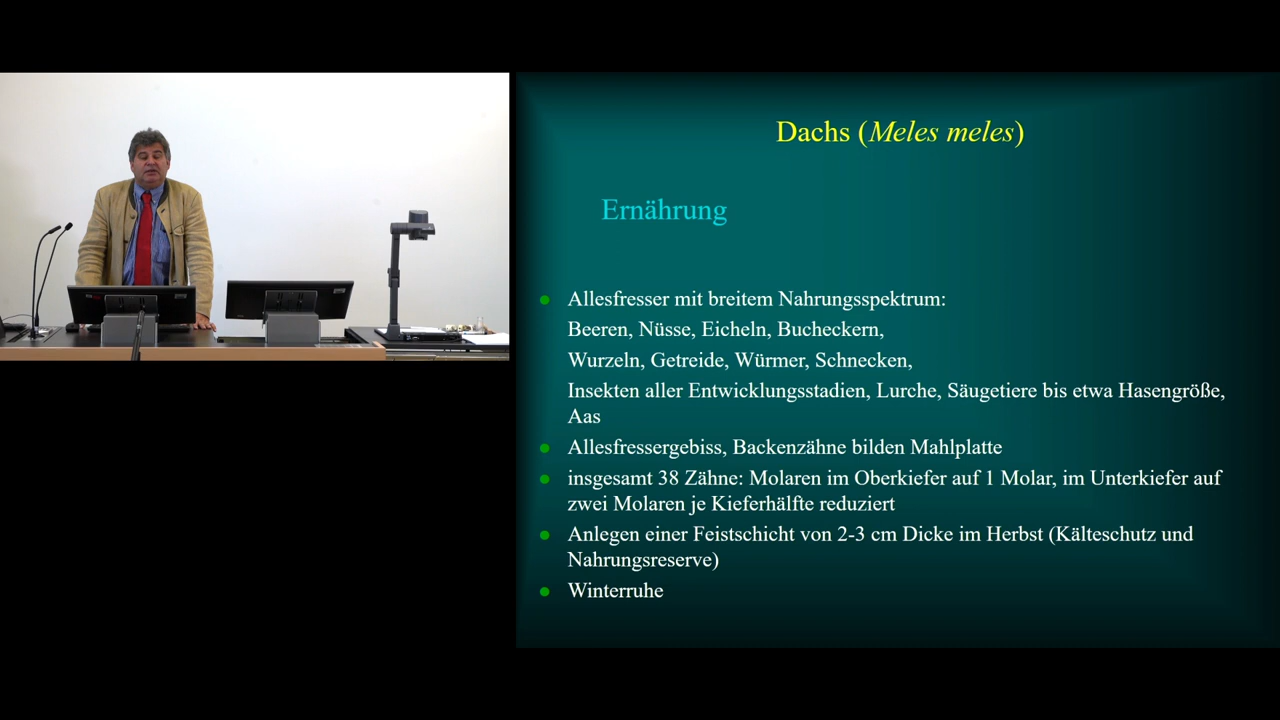 Dachs (Meles meles)
Ernährung
Allesfresser mit breitem Nahrungsspektrum:
Beeren, Nüsse, Eicheln, Bucheckern,
Wurzeln, Getreide, Würmer, Schnecken,
Insekten aller Entwicklungsstadien, Lurche, Säugetiere bis etwa Hasengröße,
Aas
Allesfressergebiss, Backenzähne bilden Mahlplatte
insgesamt 38 Zähne: Molaren im Oberkiefer auf 1 Molar, im Unterkiefer auf
zwei Molaren je Kieferhälfte reduziert
Anlegen einer Feistschicht von 2-3 cm Dicke im Herbst (Kälteschutz und
Nahrungsreserve)
Winterruhe